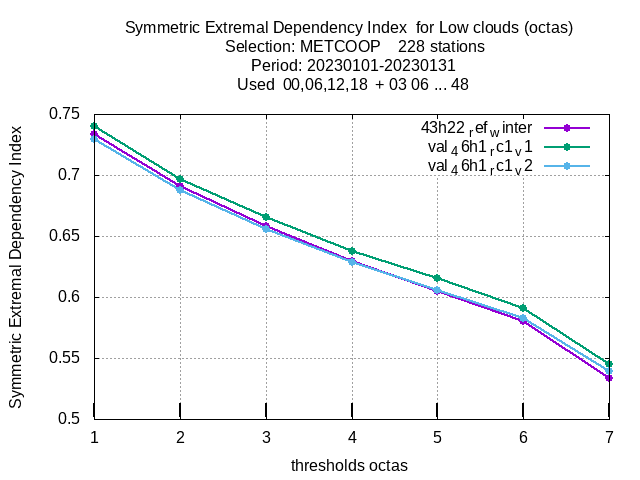 Symmetric Extremal Dependency Index  for Low clouds (octas)
Selection: METCOOP    228 stations
Period: 20230101-20230131
Used  00,06,12,18  + 03 06 ... 48
43h22 ref winter
val 4 6h1 r c1 v 1
val 4 6h1 r c1 v 2
0.75
0.7
0.65
0.6
0.55
0.5
Symmetric Extremal Dependency Index
1 2 3 4 5 6 7
thresholds octas